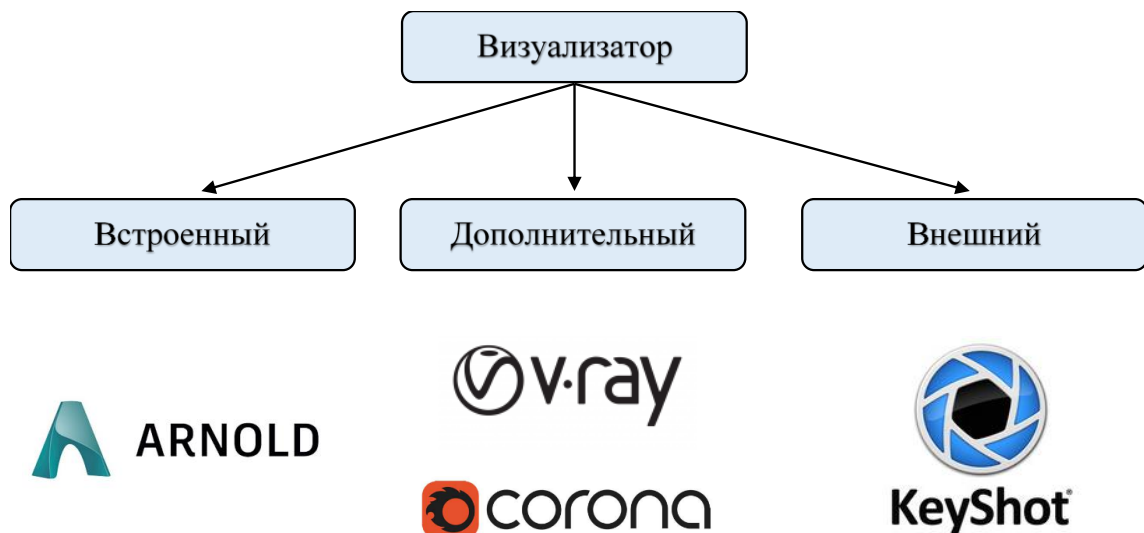 Визуализатор
Встроенный
Дополнительный
Внешний
v·ray
ARNOLD
corona
KeyShot®